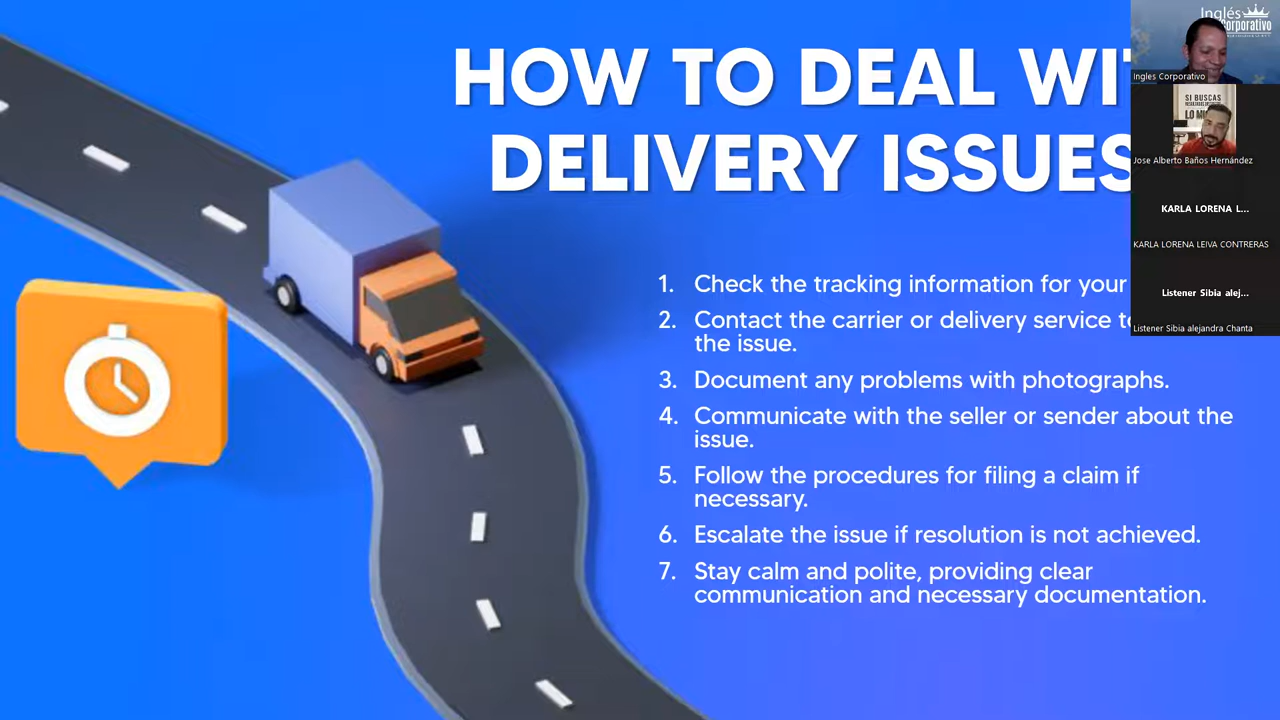 HOW TO DEAL WI
DELIVERY ISSUES
1. Check the tracking information for your
2. Contact the carrier or delivery service
the issue.
3. Document any problems with photographs.
4. Communicate with the seller or sender about the
issue.
5. Follow the procedures for filing a claim if
necessary.
6. Escalate the issue if resolution is not achieved.
7. Stay calm and polite, providing clear
communication and necessary documentation.
Inglés
Corporativo
Ingles Corporativo
SI BUSCAS
Jose Alberto Baños Hernández
KARLA LORENA L...
KARLA LORENA LEIVA CONTRERAS
Listener Sibia alej...
Listener Sibia alejandra Chanta